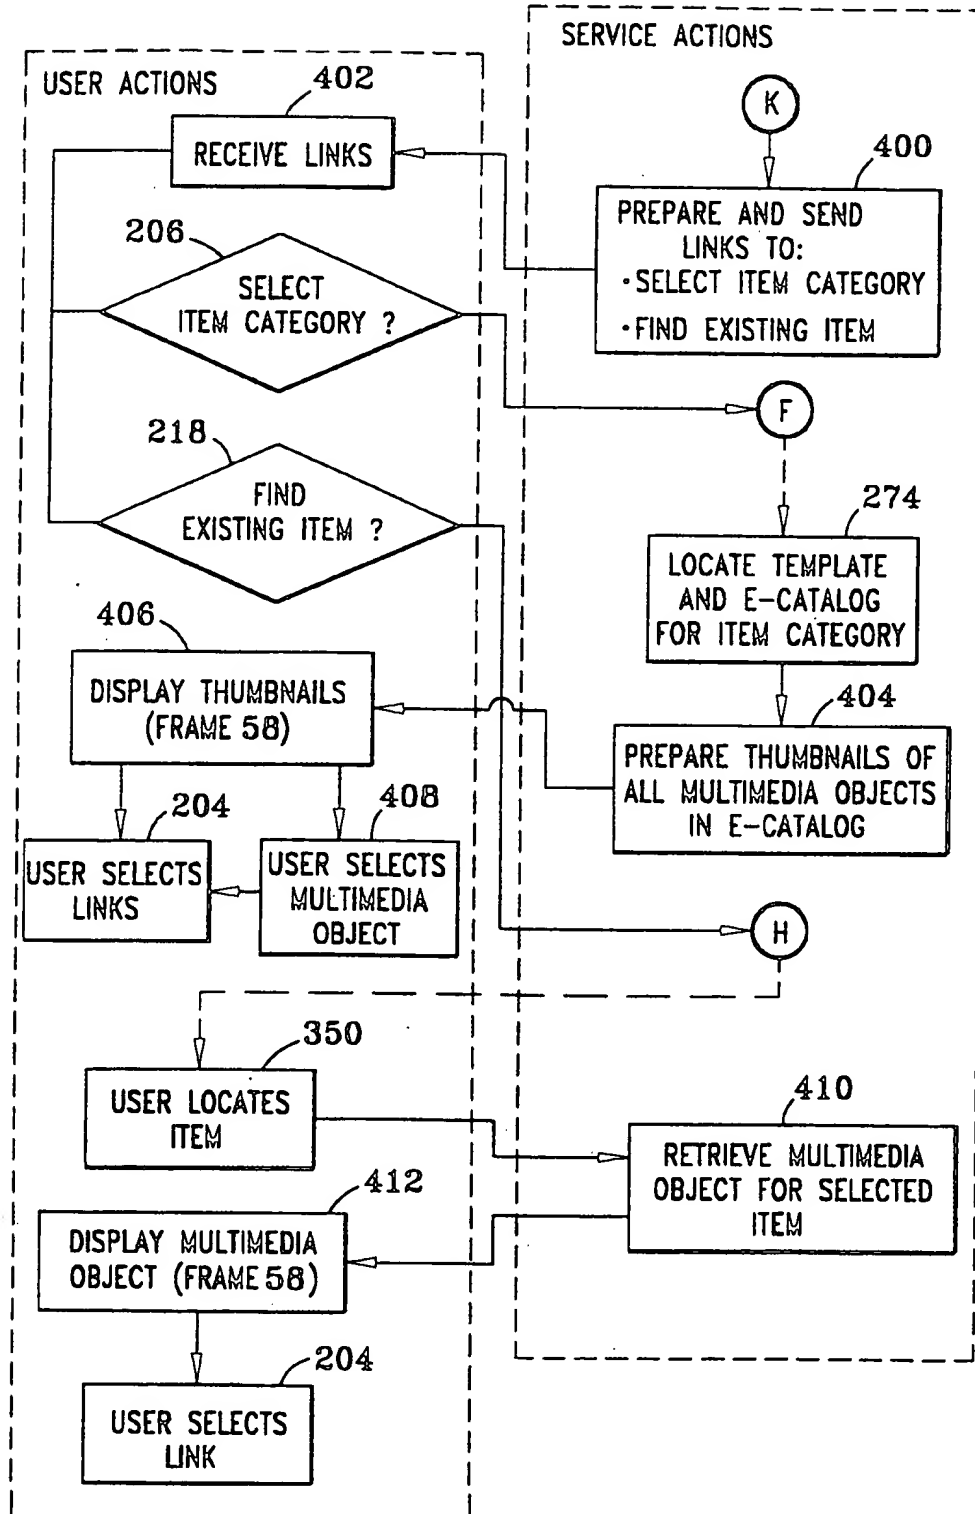 SERVICE ACTIONS
USER ACTIONS
K
402
RECEIVE LINKS
400
PREPARE AND SEND
LINKS TO:
·SELECT ITEM CATEGORY
·FIND EXISTING ITEM
206
SELECT
ITEM CATEGORY ?
F
218
FIND
EXISTING ITEM ?
274
LOCATE TEMPLATE
AND E-CATALOG
FOR ITEM CATEGORY
406
DISPLAY THUMBNAILS
(FRAME 58)
404
PREPARE THUMBNAILS OF
ALL MULTIMEDIA OBJECTS
IN E-CATALOG
204
USER SELECTS
LINKS
408
USER SELECTS
MULTIMEDIA
OBJECT
H
350
USER LOCATES
ITEM
410
RETRIEVE MULTIMEDIA
OBJECT FOR SELECTED
ITEM
412
DISPLAY MULTIMEDIA
OBJECT (FRAME 58)
204
USER SELECTS
LINK